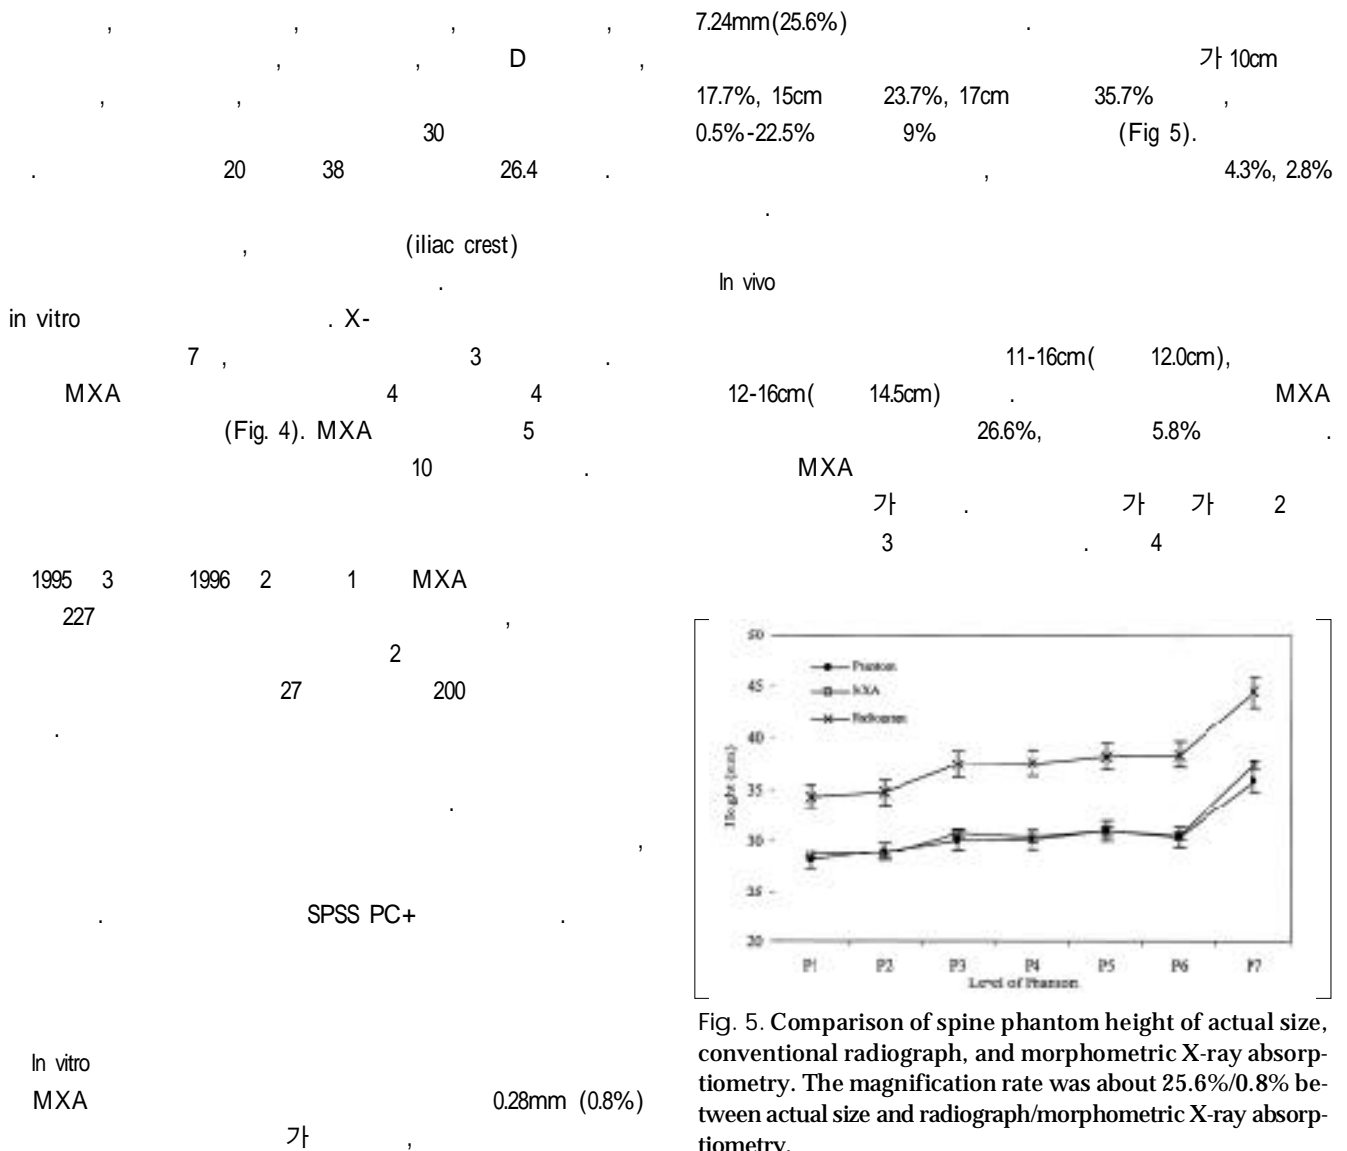 , , , ,
, , D ,
, ,
30
. 20 38 26.4 .
, (iliac crest)
.
in vitro . X-
7 , 3 .
MXA 4 4
(Fig. 4). MXA 5
10 .
1995 3 1996 2 1 MXA
227 ,
2
27 200
.
.
,
. SPSS PC+ .
In vitro
MXA 0.28mm (0.8%)
가 ,
7.24mm(25.6%) .
가 10cm
17.7%, 15cm 23.7%, 17cm 35.7% ,
0.5%-22.5% 9% (Fig 5).
, 4.3%, 2.8%
.
In vivo
11-16cm( 12.0cm),
12-16cm( 14.5cm) . MXA
26.6%, 5.8% .
MXA
가 . 가 가 2
3 . 4
50
Phantom
45
MXA
Radiogram
40
Height (mm)
35
30
25
20
P1 P2 P3 P4 P5 P6 P7
Level of Phantom
Fig. 5. Comparison of spine phantom height of actual size,
conventional radiograph, and morphometric X-ray absorp-
tiometry. The magnification rate was about 25.6%/0.8% be-
tween actual size and radiograph/morphometric X-ray absorp-
tiometry.